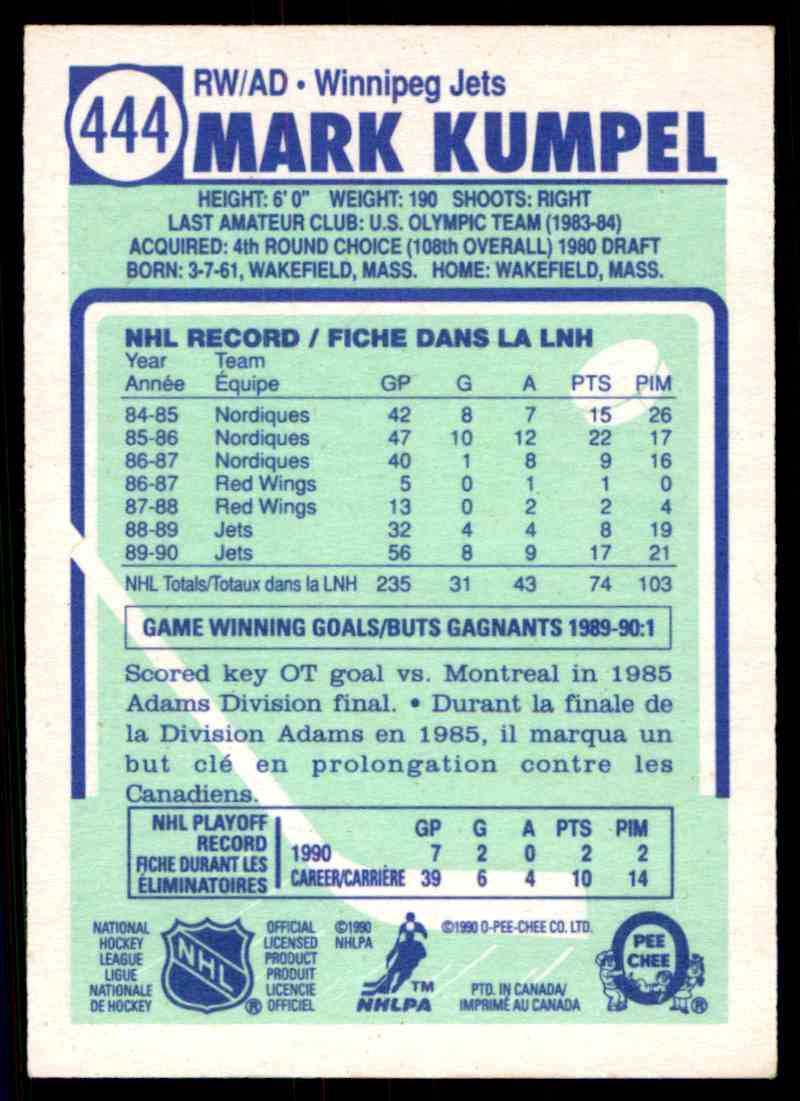 444
RW/AD • Winnipeg Jets
MARK KUMPEL
HEIGHT: 6' 0" WEIGHT: 190 SHOOTS: RIGHT
LAST AMATEUR CLUB: U.S. OLYMPIC TEAM (1983-84)
ACQUIRED: 4th ROUND CHOICE (108th OVERALL) 1980 DRAFT
BORN: 3-7-61, WAKEFIELD, MASS. HOME: WAKEFIELD, MASS.
NHL RECORD / FICHE DANS LA LNH
Year Team
Année Équipe GP G A PTS PIM
84-85 Nordiques 42 8 7 15 26
85-86 Nordiques 47 10 12 22 17
86-87 Nordiques 40 1 8 9 16
86-87 Red Wings 5 0 1 1 0
87-88 Red Wings 13 0 2 2 4
88-89 Jets 32 4 4 8 19
89-90 Jets 56 8 9 17 21
NHL Totals/Totaux dans la LNH 235 31 43 74 103
GAME WINNING GOALS/BUTS GAGNANTS 1989-90:1
Scored key OT goal vs. Montreal in 1985
Adams Division final. • Durant la finale de
la Division Adams en 1985, il marqua un
but clé en prolongation contre les
Canadiens.
NHL PLAYOFF
RECORD
FICHE DURANT LES
ÉLIMINATOIRES
GP G A PTS PIM
1990 7 2 0 2 2
CAREER/CARRIÈRE 39 6 4 10 14
NATIONAL
HOCKEY
LEAGUE
LIGUE
NATIONALE
DE HOCKEY
NHL
®
OFFICIAL
LICENSED
PRODUCT
PRODUIT
LICENCIE
OFFICIEL
©1990
NHLPA
TM
NHLPA
©1990 O-PEE-CHEE CO. LTD.
PTD. IN CANADA/
IMPRIMÉ AU CANADA
O
PEE
CHEE
®